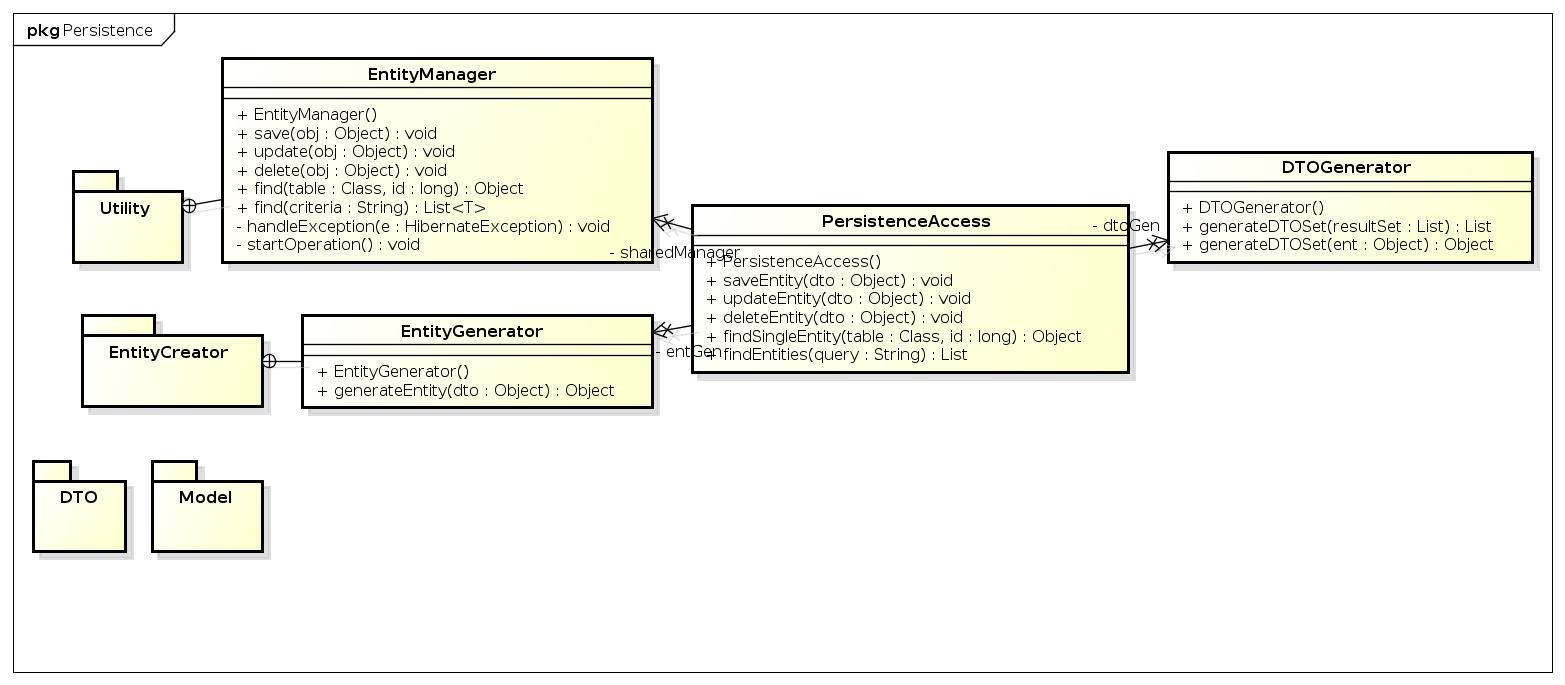 pkg Persistence
EntityManager
+ EntityManager()
+ save(obj : Object) : void
+ update(obj : Object) : void
+ delete(obj : Object) : void
+ find(table : Class, id : long) : Object
+ find(criteria : String) : List<T>
- handleException(e : HibernateException) : void
- startOperation() : void
Utility
- sharedManager
PersistenceAccess
+ PersistenceAccess()
+ saveEntity(dto : Object) : void
+ updateEntity(dto : Object) : void
+ deleteEntity(dto : Object) : void
+ findSingleEntity(table : Class, id : long) : Object
+ findEntities(query : String) : List
- dtoGen
DTOGenerator
+ DTOGenerator()
+ generateDTOSet(resultSet : List) : List
+ generateDTOSet(ent : Object) : Object
EntityCreator
EntityGenerator
+ EntityGenerator()
+ generateEntity(dto : Object) : Object
- entGen
DTO
Model